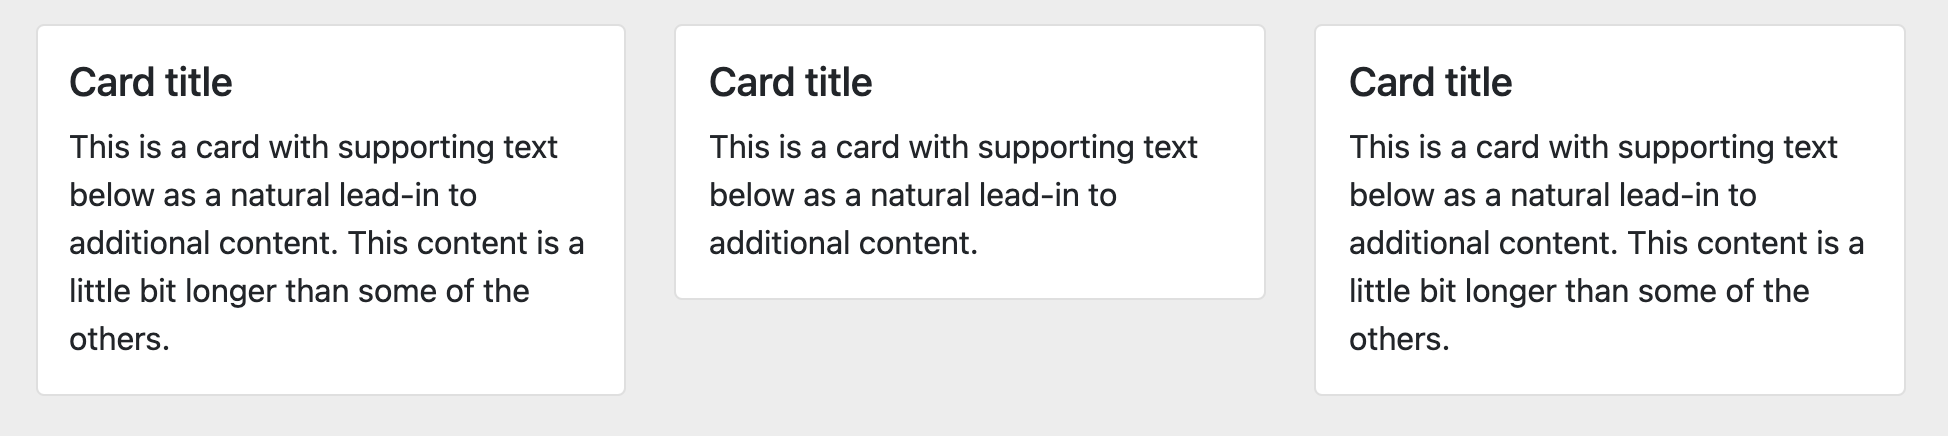 Card title
This is a card with supporting text
below as a natural lead-in to
additional content. This content is a
little bit longer than some of the
others.
Card title
This is a card with supporting text
below as a natural lead-in to
additional content.
Card title
This is a card with supporting text
below as a natural lead-in to
additional content. This content is a
little bit longer than some of the
others.